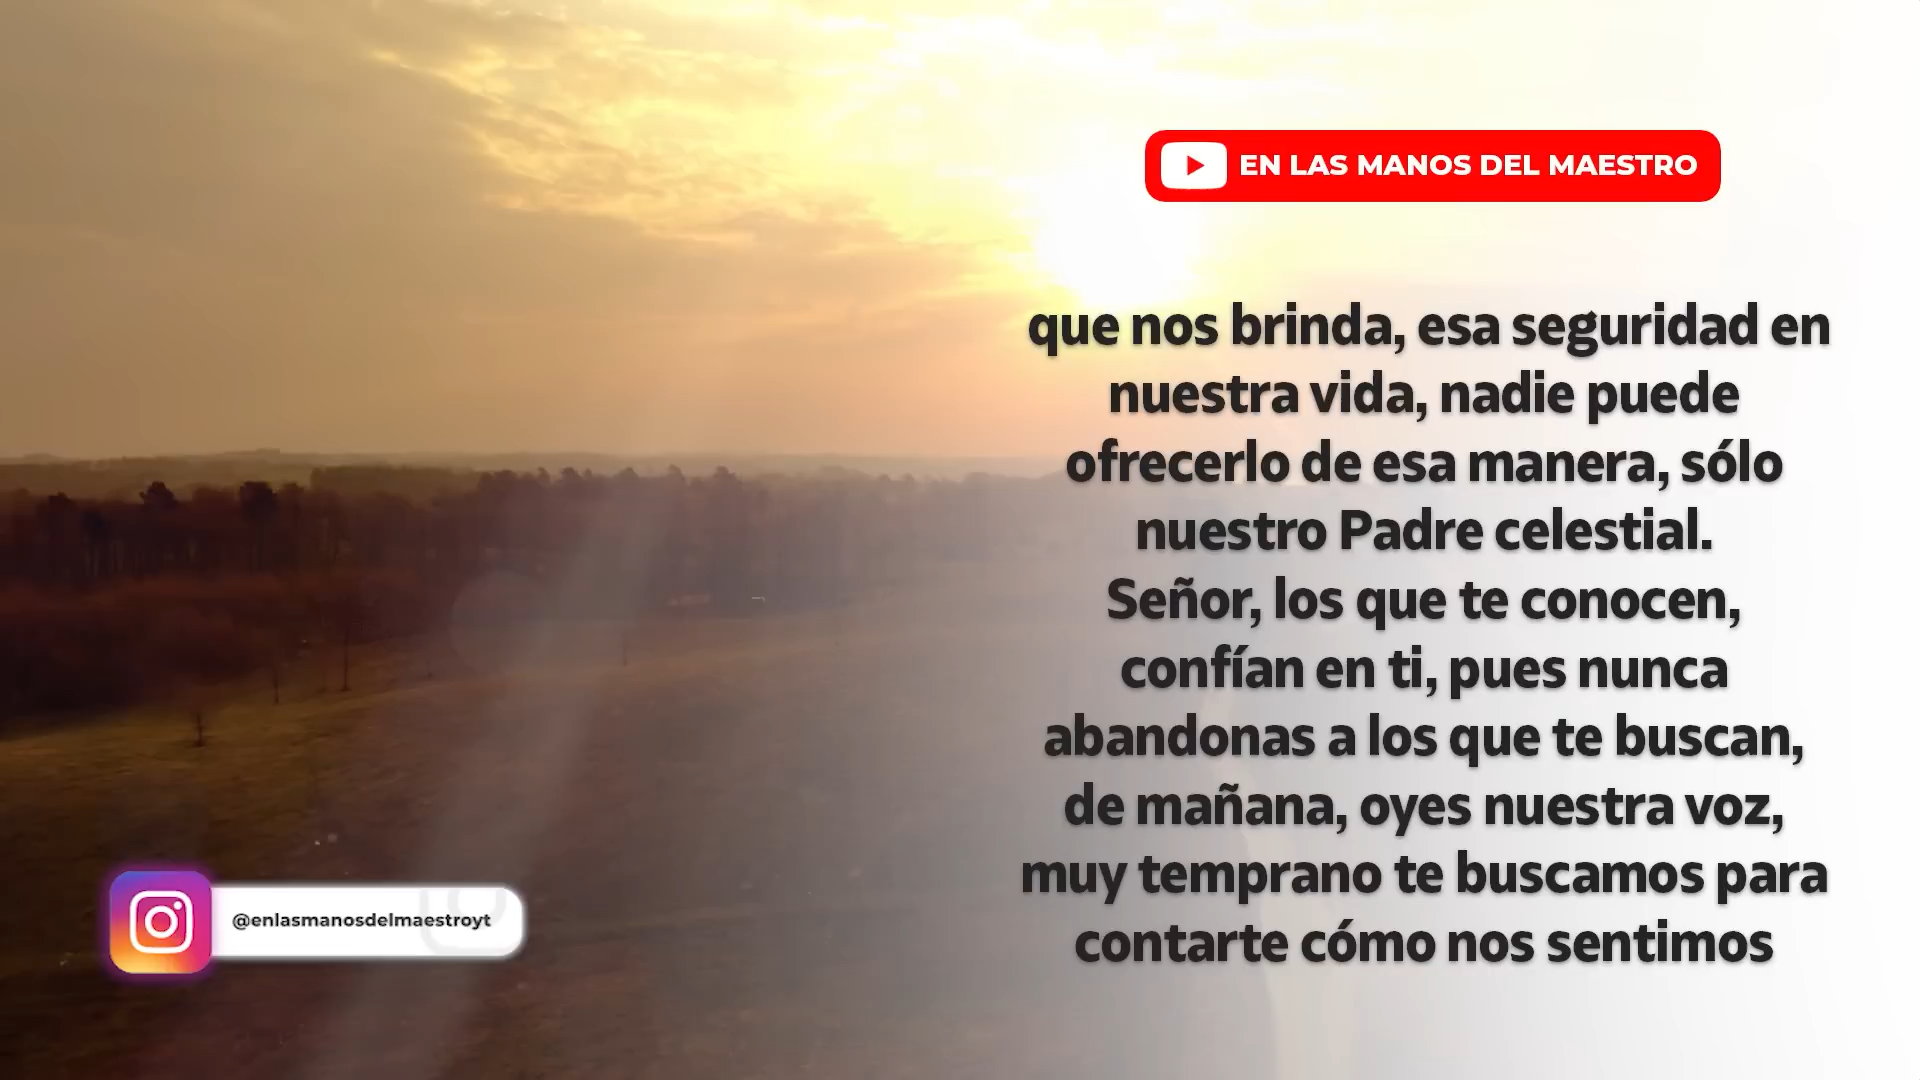 EN LAS MANOS DEL MAESTRO
que nos brinda, esa seguridad en
nuestra vida, nadie puede
ofrecerlo de esa manera, sólo
nuestro Padre celestial.
Señor, los que te conocen,
confían en ti, pues nunca
abandonas a los que te buscan,
de mañana, oyes nuestra voz,
muy temprano te buscamos para
contarte cómo nos sentimos
@enlasmanosdelmaestroyt